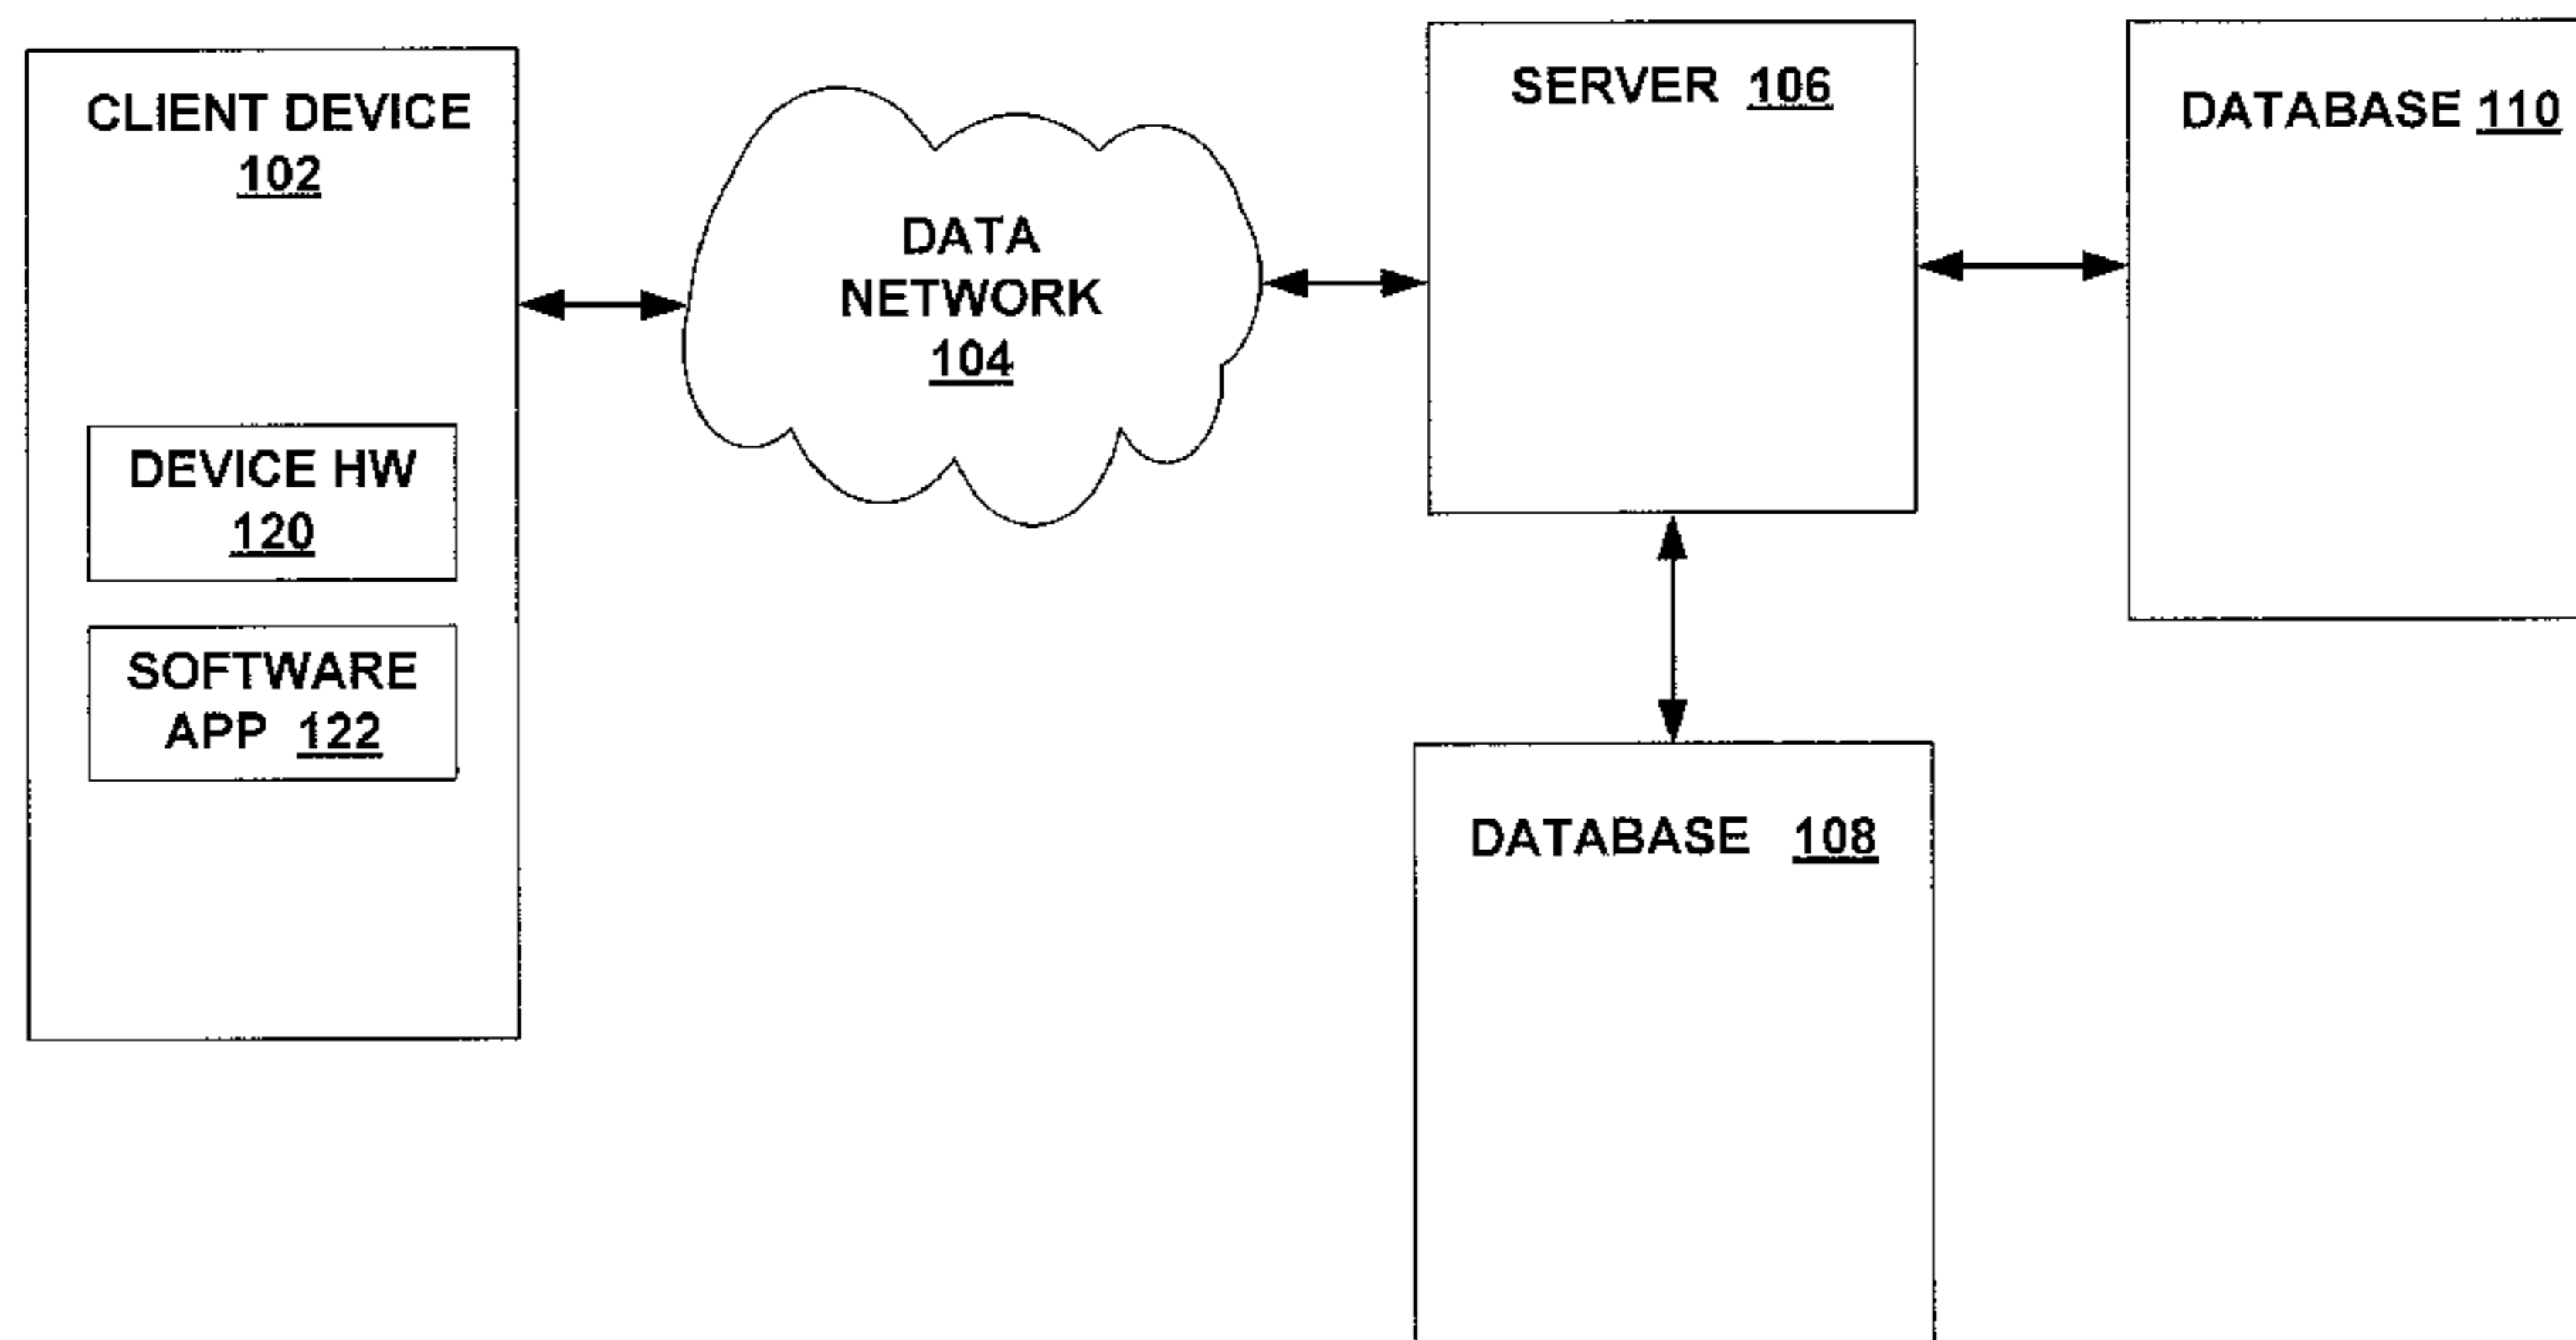 CLIENT DEVICE
102
DEVICE HW
120
SOFTWARE
APP 122
DATA
NETWORK
104
SERVER 106
DATABASE 110
DATABASE 108